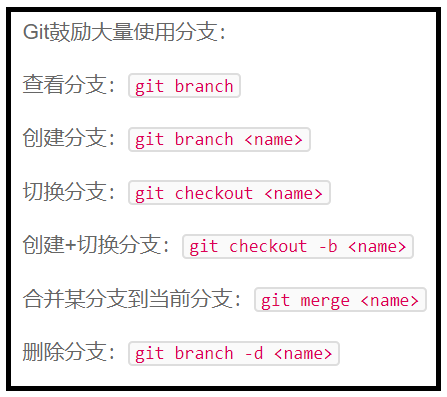 Git鼓励大量使用分支：
查看分支：git branch
创建分支：git branch <name>
切换分支：git checkout <name>
创建+切换分支：git checkout -b <name>
合并某分支到当前分支：git merge <name>
删除分支：git branch -d <name>